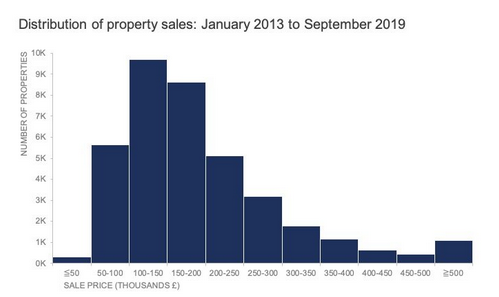 Distribution of property sales: January 2013 to September 2019
NUMBER OF PROPERTIES
10K
9K
8K
7K
6K
5K
4K
3K
2K
1K
0K
≦50 50-100 100-150 150-200 200-250 250-300 300-350 350-400 400-450 450-500 ≧500
SALE PRICE (THOUSANDS £)